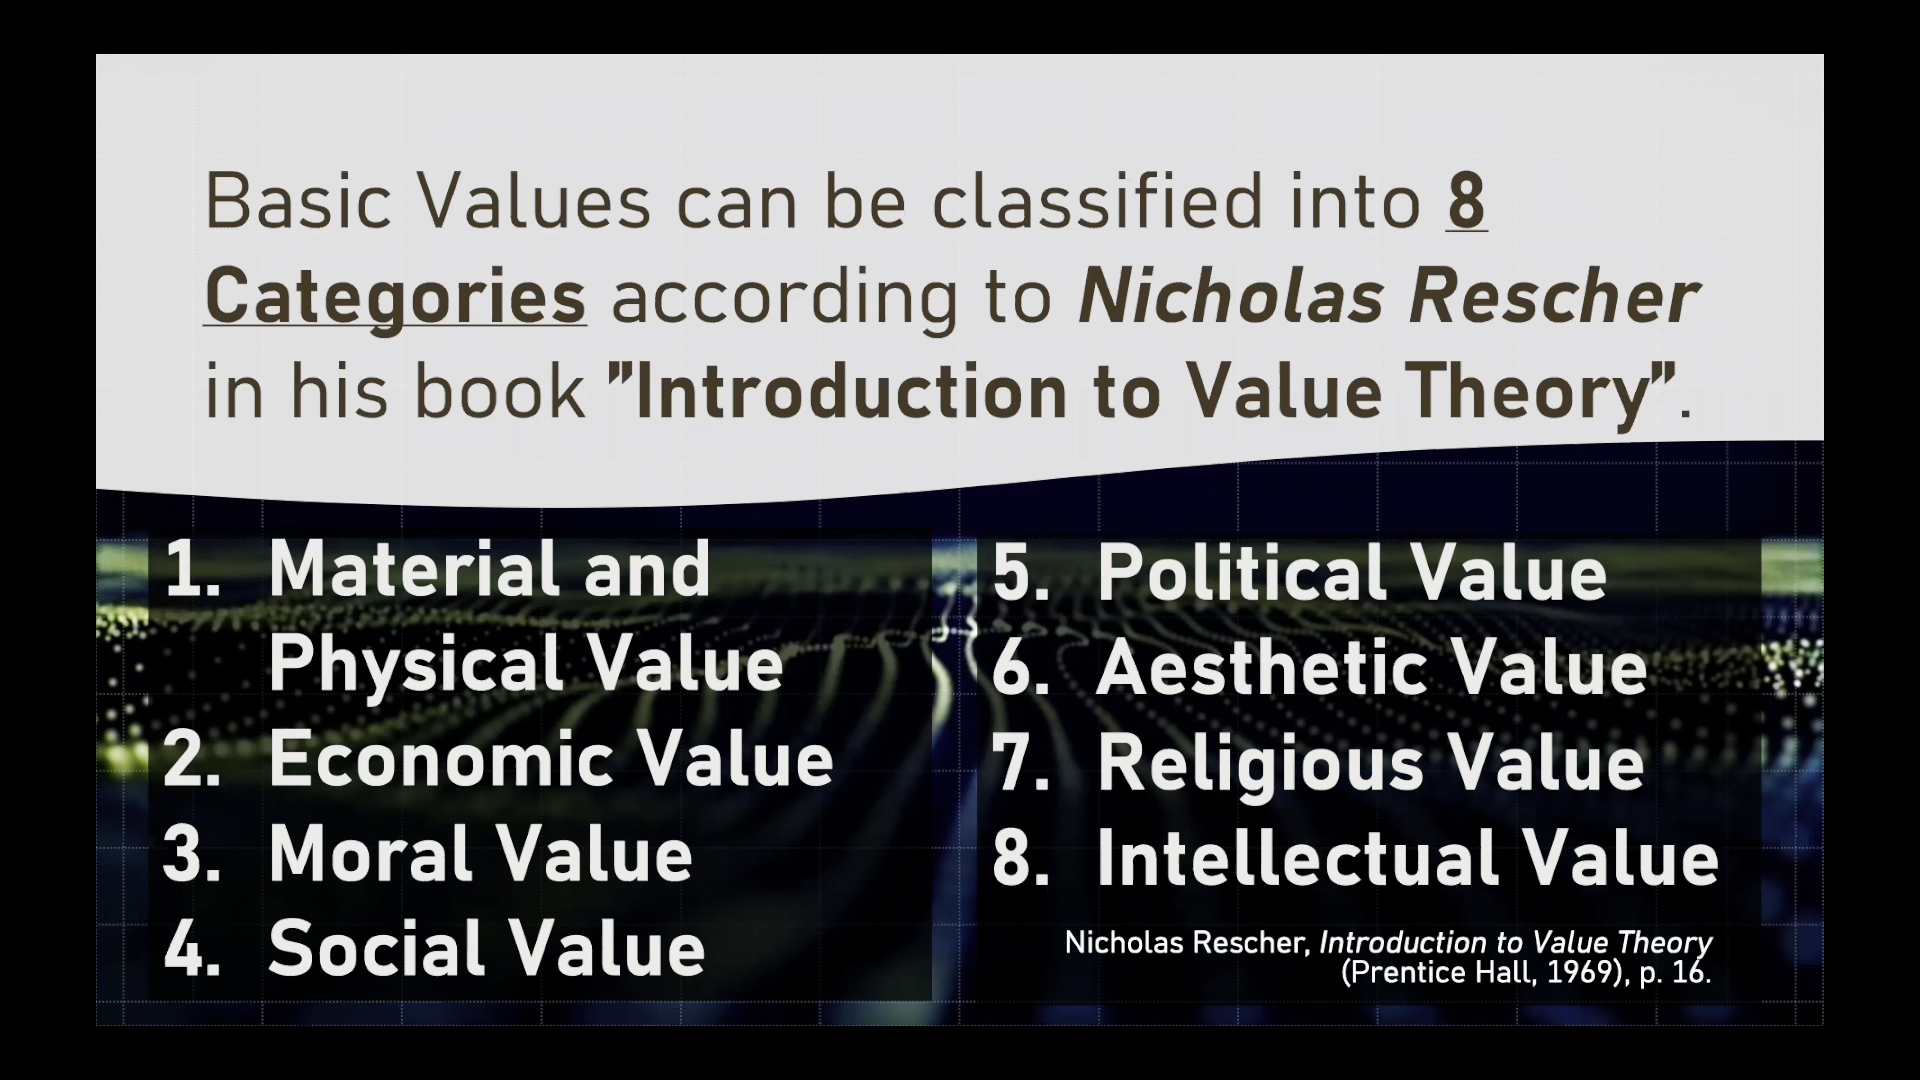 Basic Values can be classified into 8
Categories according to Nicholas Rescher
in his book ”Introduction to Value Theory”.
1. Material and
Physical Value
2. Economic Value
3. Moral Value
4. Social Value
5. Political Value
6. Aesthetic Value
7. Religious Value
8. Intellectual Value
Nicholas Rescher, Introduction to Value Theory
(Prentice Hall, 1969), p. 16.